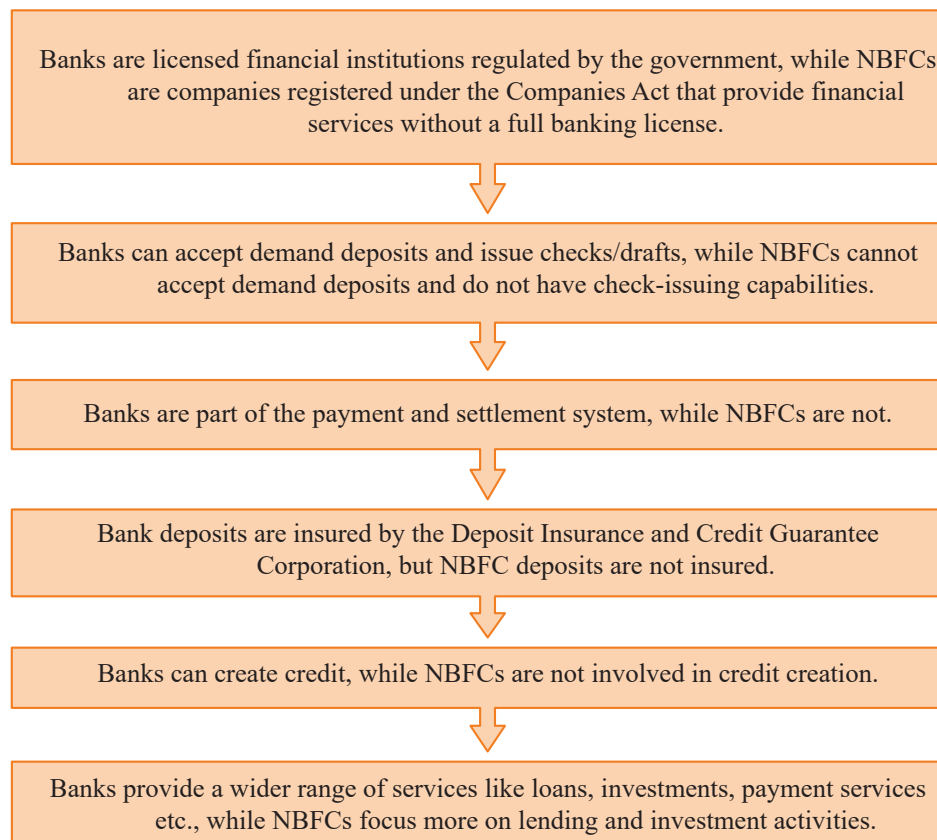 Banks are licensed financial institutions regulated by the government, while NBFCs
are companies registered under the Companies Act that provide financial
services without a full banking license.
Banks can accept demand deposits and issue checks/drafts, while NBFCs cannot
accept demand deposits and do not have check-issuing capabilities.
Banks are part of the payment and settlement system, while NBFCs are not.
Bank deposits are insured by the Deposit Insurance and Credit Guarantee
Corporation, but NBFC deposits are not insured.
Banks can create credit, while NBFCs are not involved in credit creation.
Banks provide a wider range of services like loans, investments, payment services
etc., while NBFCs focus more on lending and investment activities.